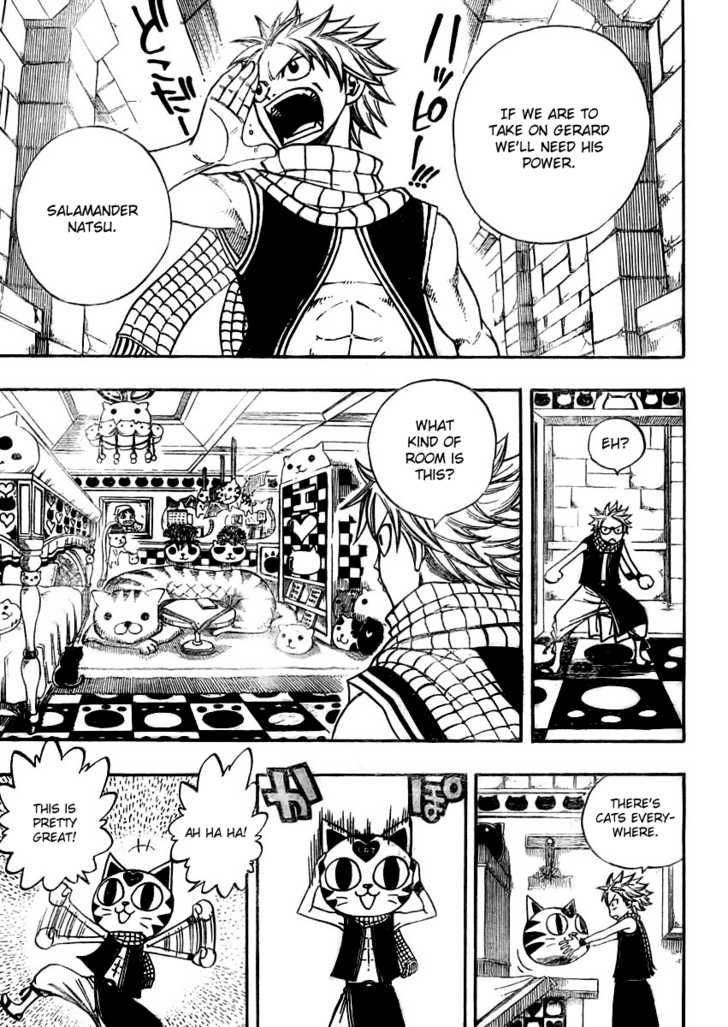 IF WE ARE TO
TAKE ON GERARD
WE'LL NEED HIS
POWER.
ハッピー!!!
どこだー
SALAMANDER
NATSU.
EH?
WHAT
KIND OF
ROOM IS
THIS?
THERE'S
CATS EVERY-
WHERE.
かぽ
AH HA HA!
THIS IS
PRETTY
GREAT!